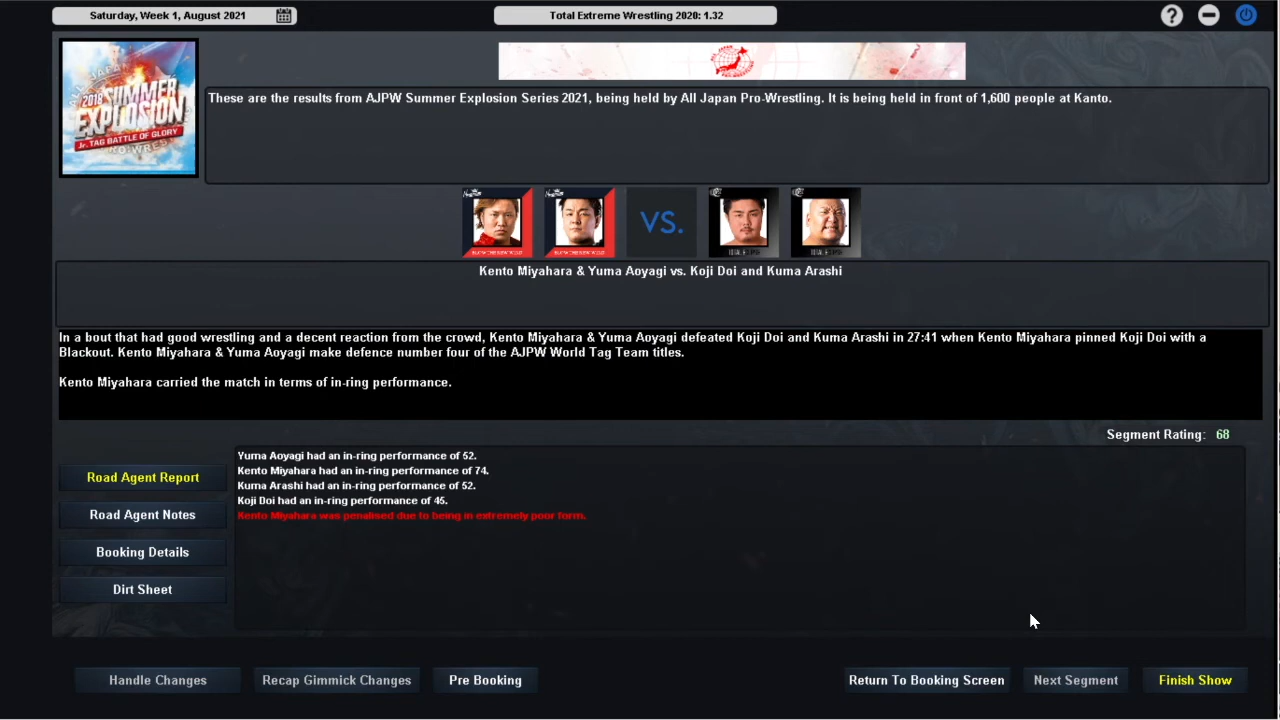 Saturday, Week 1, August 2021
Total Extreme Wrestling 2020: 1.32
?
2018 SUMMER
EXPLOSION
Jr. TAG BATTLE OF GLORY
These are the results from AJPW Summer Explosion Series 2021, being held by All Japan Pro-Wrestling. It is being held in front of 1,600 people at Kanto.
VS.
Kento Miyahara & Yuma Aoyagi vs. Koji Doi and Kuma Arashi
In a bout that had good wrestling and a decent reaction from the crowd, Kento Miyahara & Yuma Aoyagi defeated Koji Doi and Kuma Arashi in 27:41 when Kento Miyahara pinned Koji Doi with a
Blackout. Kento Miyahara & Yuma Aoyagi make defence number four of the AJPW World Tag Team titles.
Kento Miyahara carried the match in terms of in-ring performance.
Segment Rating: 68
Road Agent Report
Road Agent Notes
Booking Details
Dirt Sheet
Yuma Aoyagi had an in-ring performance of 52.
Kento Miyahara had an in-ring performance of 74.
Kuma Arashi had an in-ring performance of 52.
Koji Doi had an in-ring performance of 45.
Kento Miyahara was penalised due to being in extremely poor form.
Handle Changes
Recap Gimmick Changes
Pre Booking
Return To Booking Screen
Next Segment
Finish Show